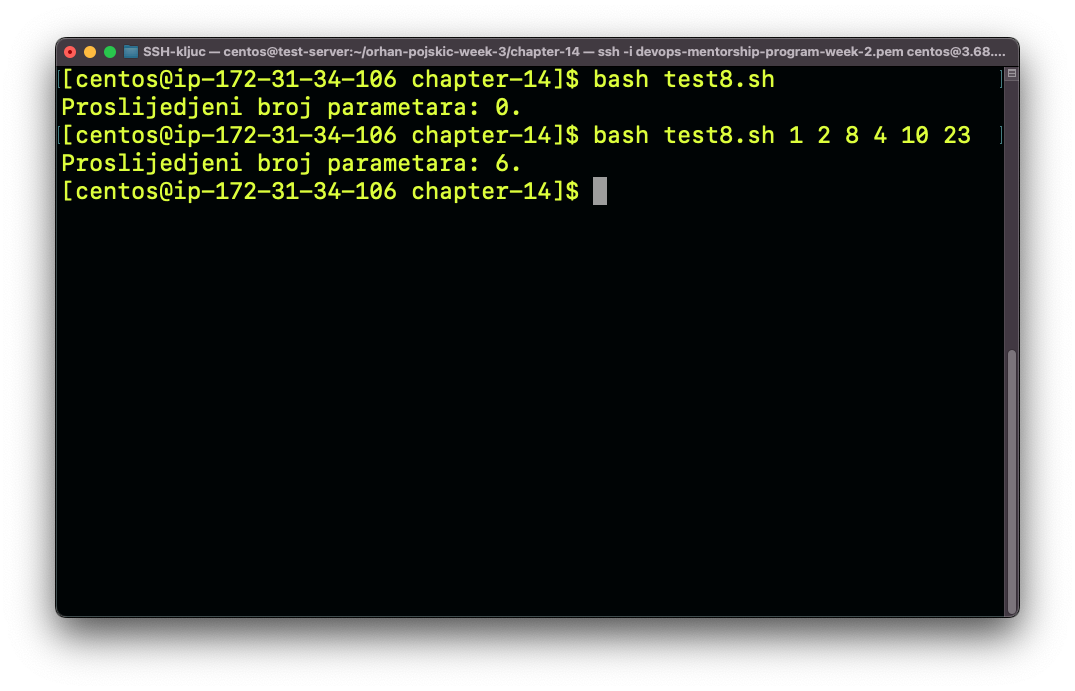 SSH-kljuc — centos@test-server:~/orhan-pojskic-week-3/chapter-14 — ssh -i devops-mentorship-program-week-2.pem centos@3.68....
[centos@ip-172-31-34-106 chapter-14]$ bash test8.sh
Proslijedjeni broj parametara: 0.
[centos@ip-172-31-34-106 chapter-14]$ bash test8.sh 1 2 8 4 10 23
Proslijedjeni broj parametara: 6.
[centos@ip-172-31-34-106 chapter-14]$